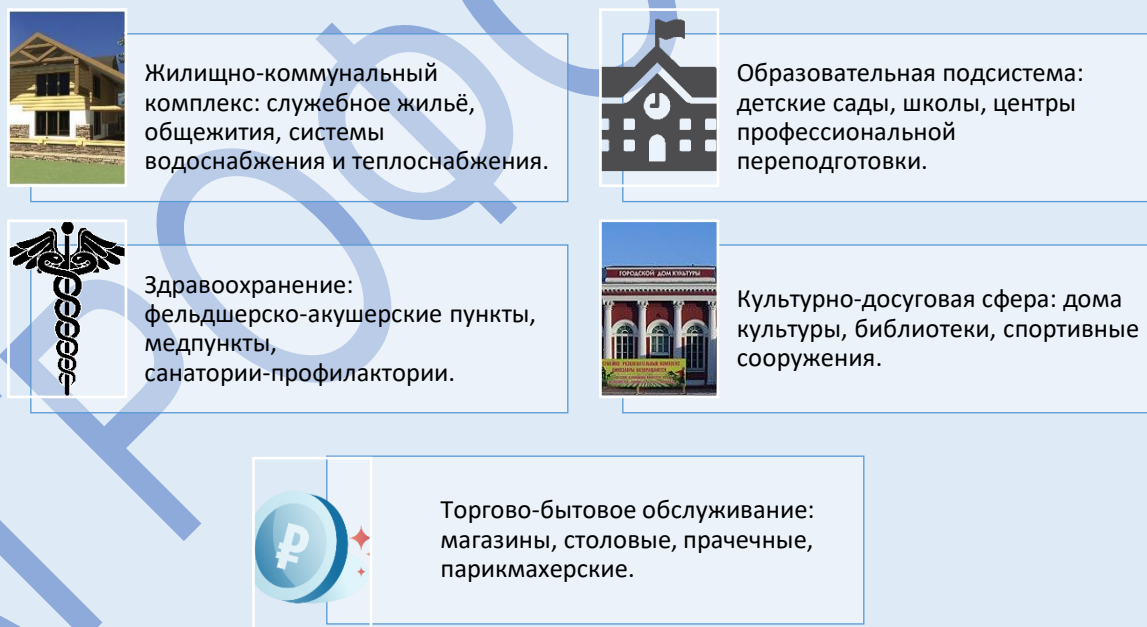 Жилищно-коммунальный
комплекс: служебное жильё,
общежития, системы
водоснабжения и теплоснабжения.
Образовательная подсистема:
детские сады, школы, центры
профессиональной
переподготовки.
Здравоохранение:
фельдшерско-акушерские пункты,
медпункты,
санатории-профилактории.
ГОРОДСКОЙ ДОМ КУЛЬТУРЫ
Культурно-досуговая сфера: дома
культуры, библиотеки, спортивные
сооружения.
Торгово-бытовое обслуживание:
магазины, столовые, прачечные,
парикмахерские.